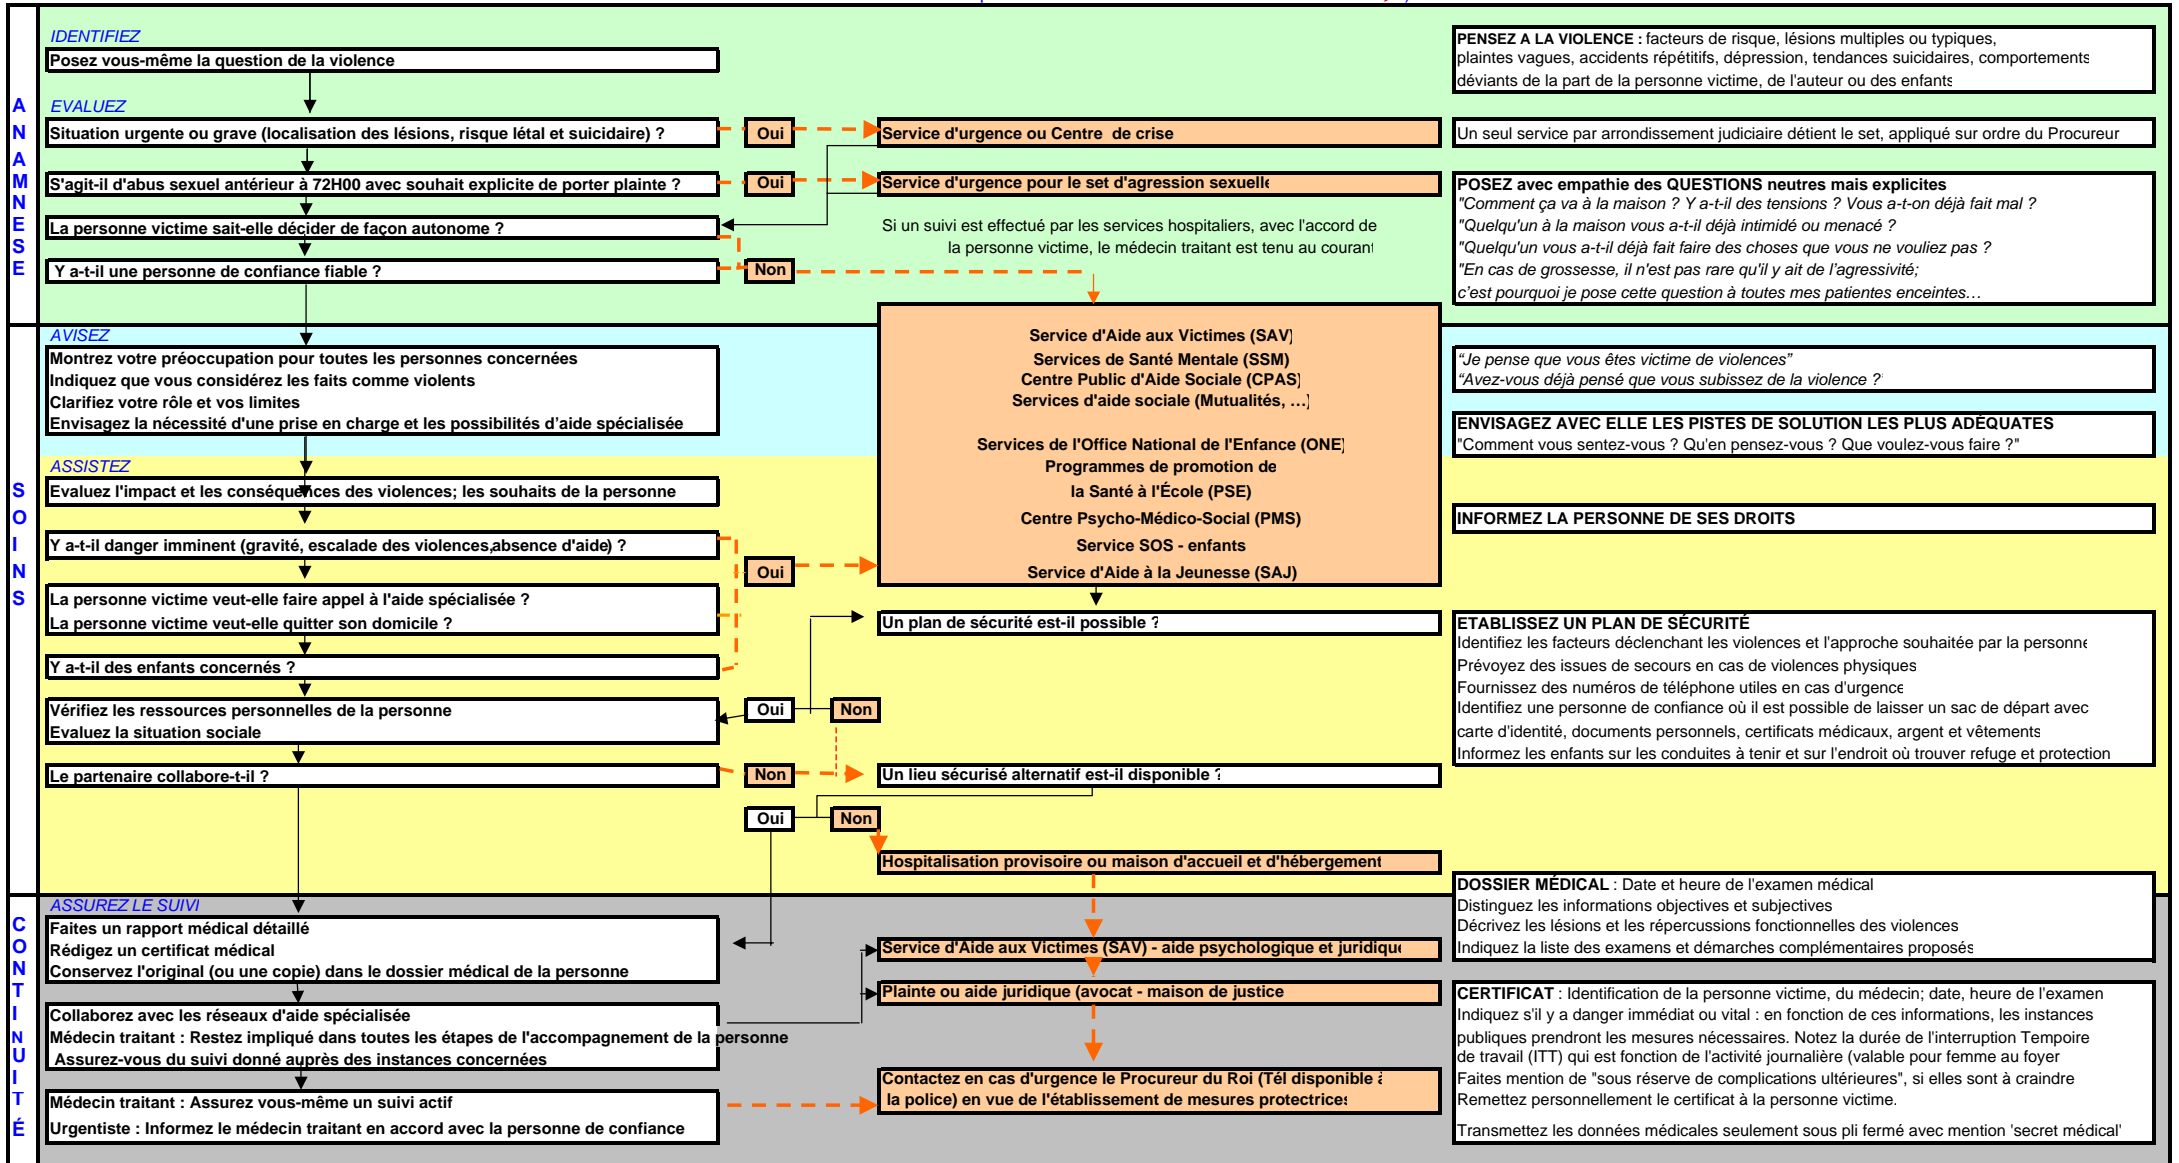 ANAMNESE
IDENTIFIEZ
Posez vous-même la question de la violence
EVALUEZ
Situation urgente ou grave (localisation des lésions, risque létal et suicidaire) ?
Oui
Service d'urgence ou Centre de crise
S'agit-il d'abus sexuel antérieur à 72H00 avec souhait explicite de porter plainte ?
Oui
Service d'urgence pour le set d'agression sexuelle
La personne victime sait-elle décider de façon autonome ?
Si un suivi est effectué par les services hospitaliers, avec l'accord de
la personne victime, le médecin traitant est tenu au courant
Y a-t-il une personne de confiance fiable ?
Non
PENSEZ A LA VIOLENCE : facteurs de risque, lésions multiples ou typiques,
plaintes vagues, accidents répétitifs, dépression, tendances suicidaires, comportements
déviants de la part de la personne victime, de l'auteur ou des enfants
Un seul service par arrondissement judiciaire détient le set, appliqué sur ordre du Procureur
POSEZ avec empathie des QUESTIONS neutres mais explicites
"Comment ça va à la maison ? Y a-t-il des tensions ? Vous a-t-on déjà fait mal ?
"Quelqu'un à la maison vous a-t-il déjà intimidé ou menacé ?
"Quelqu'un vous a-t-il déjà fait faire des choses que vous ne vouliez pas ?
"En cas de grossesse, il n'est pas rare qu'il y ait de l'agressivité;
c'est pourquoi je pose cette question à toutes mes patientes enceintes…
SOINS
AVISEZ
Montrez votre préoccupation pour toutes les personnes concernées
Indiquez que vous considérez les faits comme violents
Clarifiez votre rôle et vos limites
Envisagez la nécessité d'une prise en charge et les possibilités d'aide spécialisée
Service d'Aide aux Victimes (SAV)
Services de Santé Mentale (SSM)
Centre Public d'Aide Sociale (CPAS)
Services d'aide sociale (Mutualités, …)
Services de l'Office National de l'Enfance (ONE)
Programmes de promotion de
la Santé à l'École (PSE)
Centre Psycho-Médico-Social (PMS)
Service SOS - enfants
Service d'Aide à la Jeunesse (SAJ)
“Je pense que vous êtes victime de violences”
“Avez-vous déjà pensé que vous subissez de la violence ?
ENVISAGEZ AVEC ELLE LES PISTES DE SOLUTION LES PLUS ADÉQUATES
"Comment vous sentez-vous ? Qu'en pensez-vous ? Que voulez-vous faire ?"
ASSISTEZ
Evaluez l'impact et les conséquences des violences; les souhaits de la personne
INFORMEZ LA PERSONNE DE SES DROITS
Y a-t-il danger imminent (gravité, escalade des violences,absence d'aide) ?
Oui
La personne victime veut-elle faire appel à l'aide spécialisée ?
La personne victime veut-elle quitter son domicile ?
Un plan de sécurité est-il possible ?
Y a-t-il des enfants concernés ?
Vérifiez les ressources personnelles de la personne
Evaluez la situation sociale
Oui
Non
Le partenaire collabore-t-il ?
Non
Un lieu sécurisé alternatif est-il disponible ?
Oui
Non
Hospitalisation provisoire ou maison d'accueil et d'hébergement
ETABLISSEZ UN PLAN DE SÉCURITÉ
Identifiez les facteurs déclenchant les violences et l'approche souhaitée par la personne
Prévoyez des issues de secours en cas de violences physiques
Fournissez des numéros de téléphone utiles en cas d'urgence
Identifiez une personne de confiance où il est possible de laisser un sac de départ avec
carte d'identité, documents personnels, certificats médicaux, argent et vêtements
Informez les enfants sur les conduites à tenir et sur l'endroit où trouver refuge et protection
CONTINUITÉ
ASSUREZ LE SUIVI
Faites un rapport médical détaillé
Rédigez un certificat médical
Conservez l'original (ou une copie) dans le dossier médical de la personne
Service d'Aide aux Victimes (SAV) - aide psychologique et juridique
Plainte ou aide juridique (avocat - maison de justice
Collaborez avec les réseaux d'aide spécialisée
Médecin traitant : Restez impliqué dans toutes les étapes de l'accompagnement de la personne
Assurez-vous du suivi donné auprès des instances concernées
Contactez en cas d'urgence le Procureur du Roi (Tél disponible à
la police) en vue de l'établissement de mesures protectrices
Médecin traitant : Assurez vous-même un suivi actif
Urgentiste : Informez le médecin traitant en accord avec la personne de confiance
DOSSIER MÉDICAL : Date et heure de l'examen médical
Distinguez les informations objectives et subjectives
Décrivez les lésions et les répercussions fonctionnelles des violences
Indiquez la liste des examens et démarches complémentaires proposés
CERTIFICAT : Identification de la personne victime, du médecin; date, heure de l'examen
Indiquez s'il y a danger immédiat ou vital : en fonction de ces informations, les instances
publiques prendront les mesures nécessaires. Notez la durée de l'interruption Tempoire
de travail (ITT) qui est fonction de l'activité journalière (valable pour femme au foyer
Faites mention de "sous réserve de complications ultérieures", si elles sont à craindre
Remettez personnellement le certificat à la personne victime.
Transmettez les données médicales seulement sous pli fermé avec mention 'secret médical'